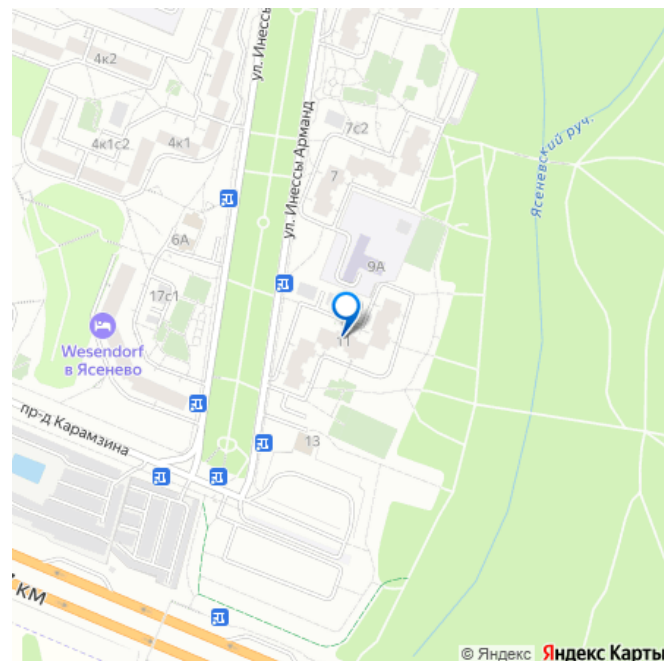 4к2
ул. Инессы
4к1с2
4к1
7с2
Ясеневский руч.
ул. Инессы Арманд
7
6А
9А
17с1
11
Wesendorf
в Ясенево
13
пр-д Карамзина
КМ
© Яндекс Яндекс Карты